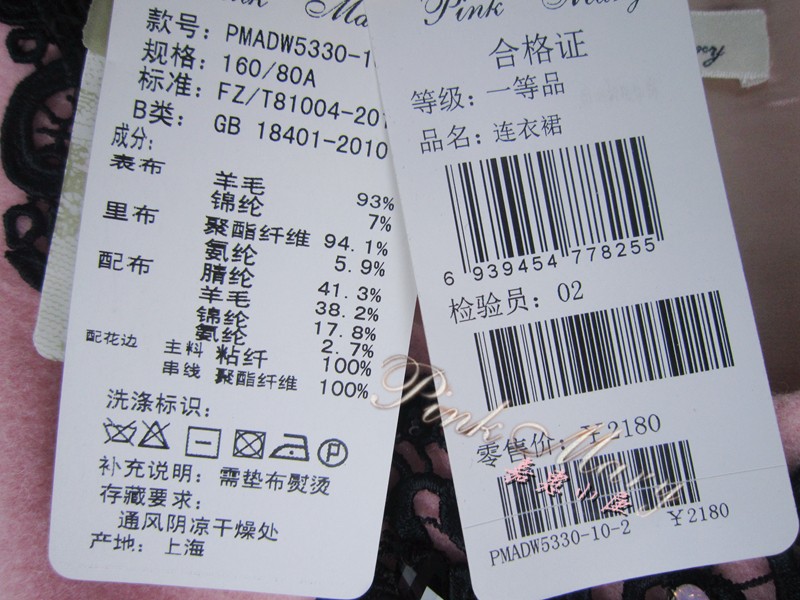 款号: PMADW5330-1
规格: 160/80A
标准: FZ/T81004-201
B类: GB 18401-2010
成分:
表布 羊毛 93%
锦纶 7%
里布 聚酯纤维 94.1%
氨纶 5.9%
配布 腈纶 41.3%
羊毛 38.2%
锦纶 17.8%
氨纶 2.7%
配花边 主料 粘纤 100%
串线 聚酯纤维 100%
洗涤标识:
P
补充说明: 需垫布熨烫
存藏要求:
通风阴凉干燥处
产地: 上海
Pink Mary
合格证
等级: 一等品
品名: 连衣裙
6 939454 778255
检验员: 02
零售价: ¥2180
PMADW5330-10-2 ¥2180
Pink Mary